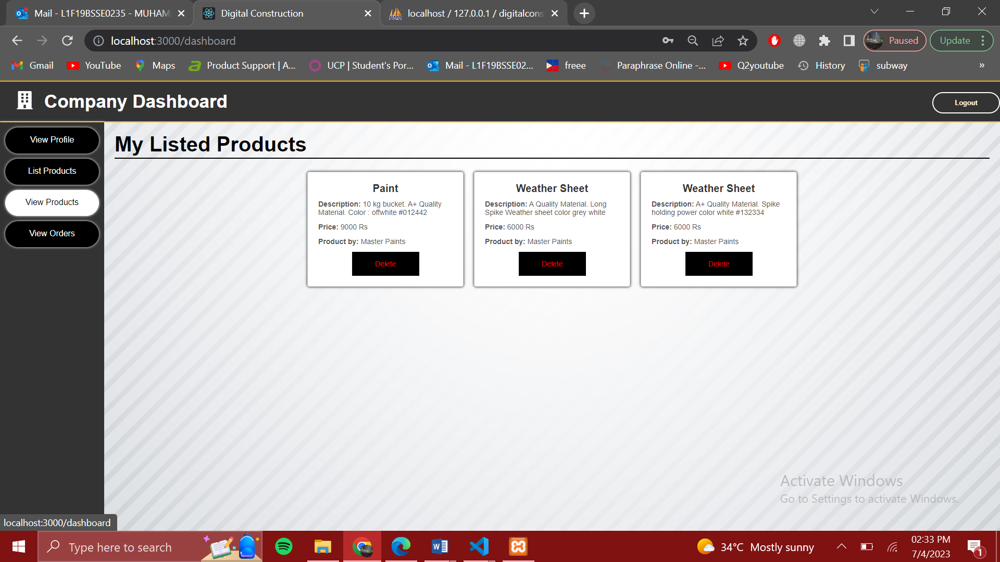 Mail - L1F19BSSE0235 - MUHAM
Digital Construction
localhost / 127.0.0.1 / digitalcons
localhost:3000/dashboard
Paused
Update
Gmail
YouTube
Maps
Product Support | A...
UCP | Student's Por...
Mail - L1F19BSSE02...
freee
Paraphrase Online -...
Q2youtube
History
subway
»
Company Dashboard
Logout
View Profile
List Products
View Products
View Orders
My Listed Products
Paint
Description: 10 kg bucket. A+ Quality
Material. Color : offwhite #012442
Price: 9000 Rs
Product by: Master Paints
Delete
Weather Sheet
Description: A Quality Material. Long
Spike Weather sheet color grey white
Price: 6000 Rs
Product by: Master Paints
Delete
Weather Sheet
Description: A+ Quality Material. Spike
holding power color white #132334
Price: 6000 Rs
Product by: Master Paints
Delete
Activate Windows
Go to Settings to activate Windows.
localhost:3000/dashboard
Type here to search
34°C Mostly sunny
02:33 PM
7/4/2023
1